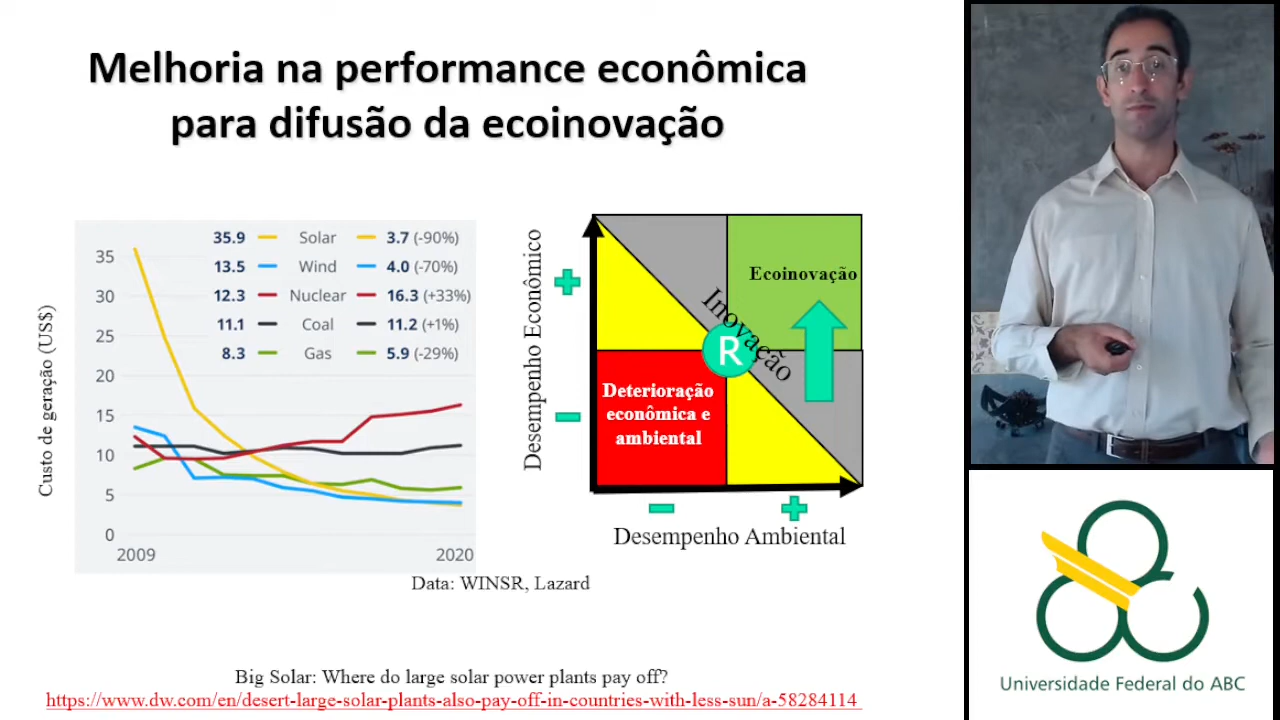 Melhoria na performance econômica
para difusão da ecoinovação
Custo de geração (US$)
35
30
25
20
15
10
5
0
2009
2020
35.9 Solar 3.7 (-90%)
13.5 Wind 4.0 (-70%)
12.3 Nuclear 16.3 (+33%)
11.1 Coal 11.2 (+1%)
8.3 Gas 5.9 (-29%)
Desempenho Econômico
Ecoinovação
Inovação
R
Deterioração
econômica e
ambiental
Desempenho Ambiental
Data: WINSR, Lazard
Big Solar: Where do large solar power plants pay off?
https://www.dw.com/en/desert-large-solar-plants-also-pay-off-in-countries-with-less-sun/a-58284114
Universidade Federal do ABC